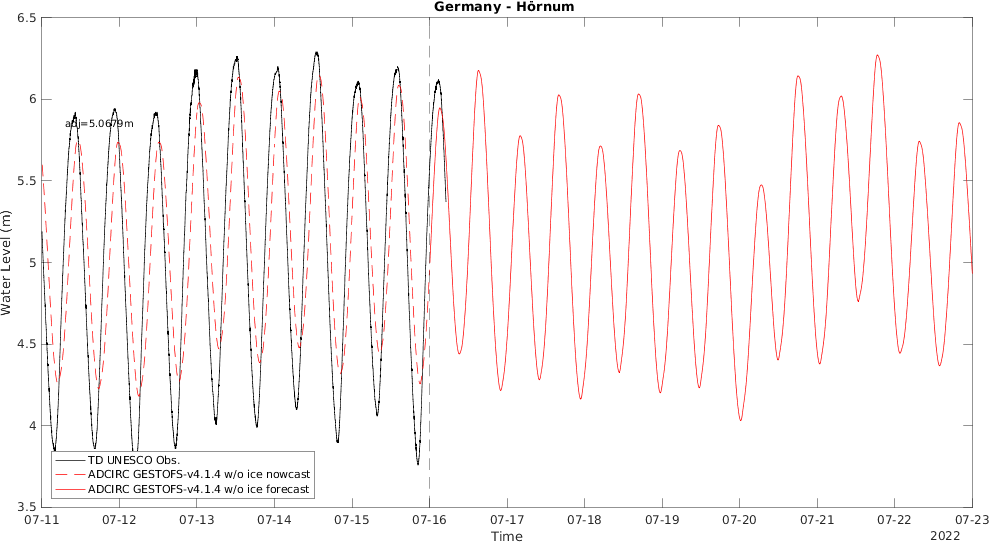 Germany - Hörnum
6.5
6
5.5
5
4.5
4
3.5
Water Level (m)
adj=5.0679m
TD UNESCO Obs.
ADCIRC GESTOFS-v4.1.4 w/o ice nowcast
ADCIRC GESTOFS-v4.1.4 w/o ice forecast
07-11 07-12 07-13 07-14 07-15 07-16 07-17 07-18 07-19 07-20 07-21 07-22 07-23
Time
2022